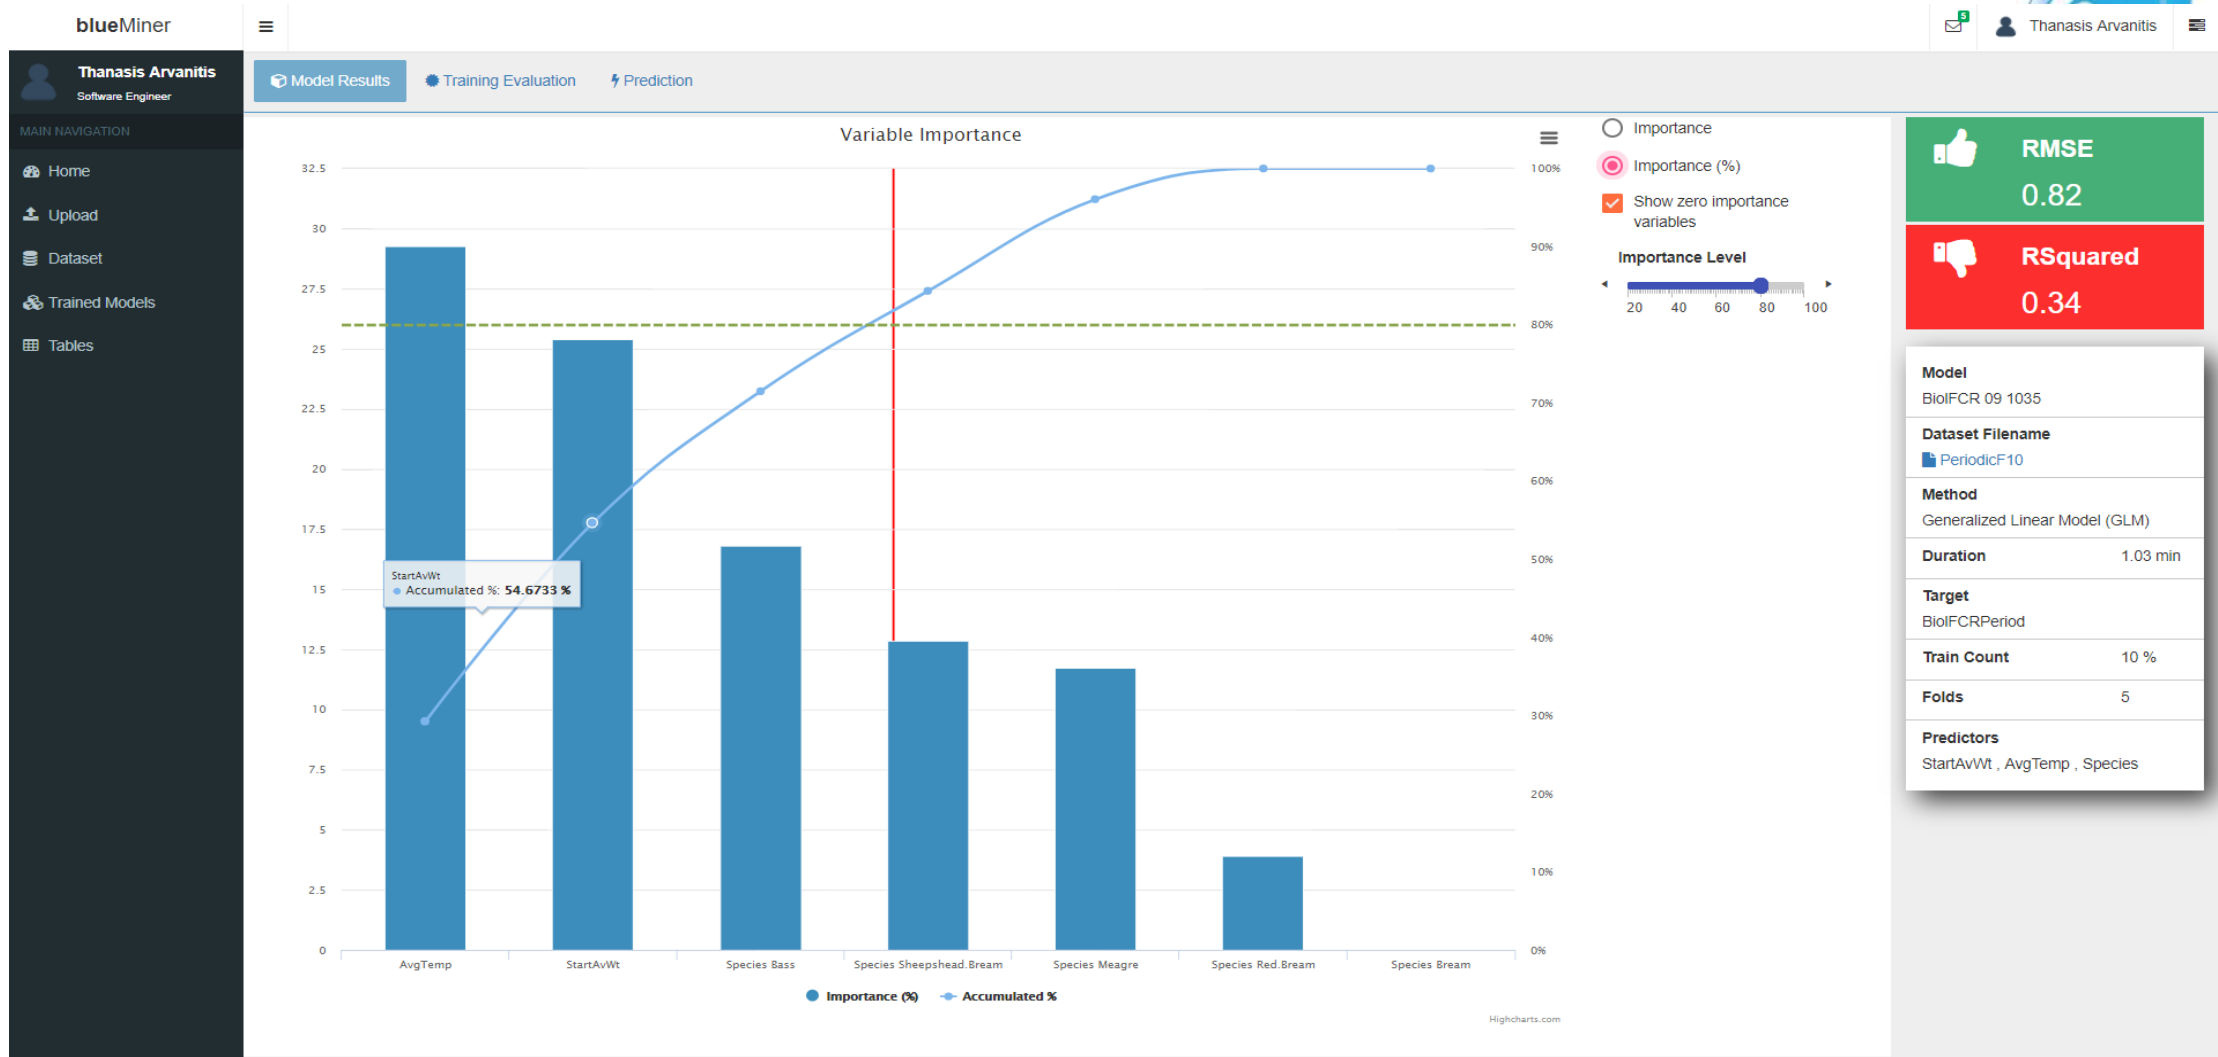 blueMiner
5
Thanasis Arvanitis
Thanasis Arvanitis
Software Engineer
MAIN NAVIGATION
Home
Upload
Dataset
Trained Models
Tables
Model Results
Training Evaluation
Prediction
Variable Importance
32.5
30
27.5
25
22.5
20
17.5
15
12.5
10
7.5
5
2.5
0
100%
90%
80%
70%
60%
50%
40%
30%
20%
10%
0%
StartAvWt
Accumulated %: 54.6733 %
AvgTemp
StartAvWt
Species Bass
Species Sheepshead.Bream
Species Meagre
Species Red.Bream
Species Bream
Importance (%)
Accumulated %
Highcharts.com
Importance
Importance (%)
Show zero importance
variables
Importance Level
20 40 60 80 100
RMSE
0.82
RSquared
0.34
Model
BiolFCR 09 1035
Dataset Filename
PeriodicF10
Method
Generalized Linear Model (GLM)
Duration 1.03 min
Target
BiolFCRPeriod
Train Count 10 %
Folds 5
Predictors
StartAvWt , AvgTemp , Species